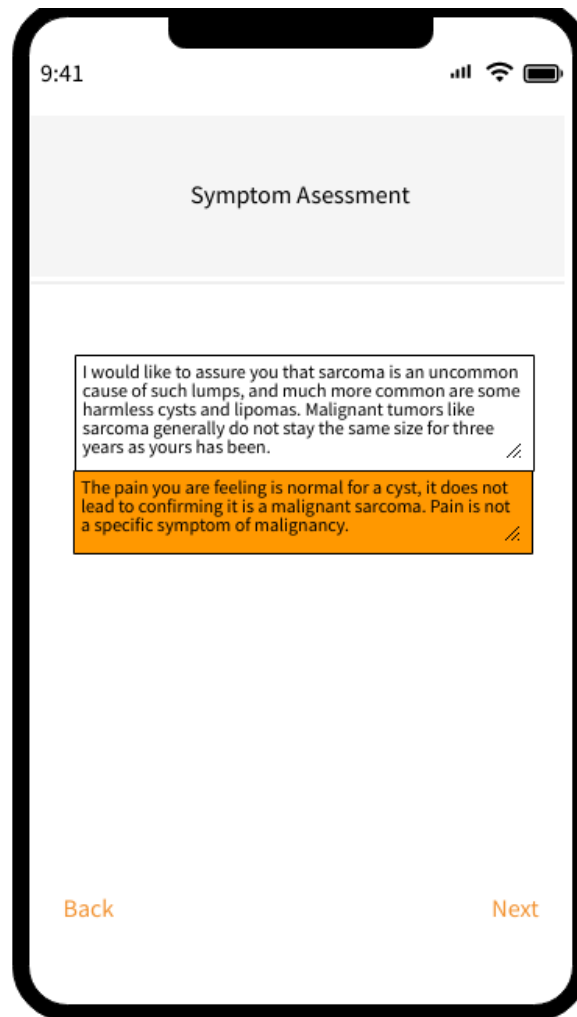 9:41
Symptom Asessment
I would like to assure you that sarcoma is an uncommon
cause of such lumps, and much more common are some
harmless cysts and lipomas. Malignant tumors like
sarcoma generally do not stay the same size for three
years as yours has been.
The pain you are feeling is normal for a cyst, it does not
lead to confirming it is a malignant sarcoma. Pain is not
a specific symptom of malignancy.
Back
Next